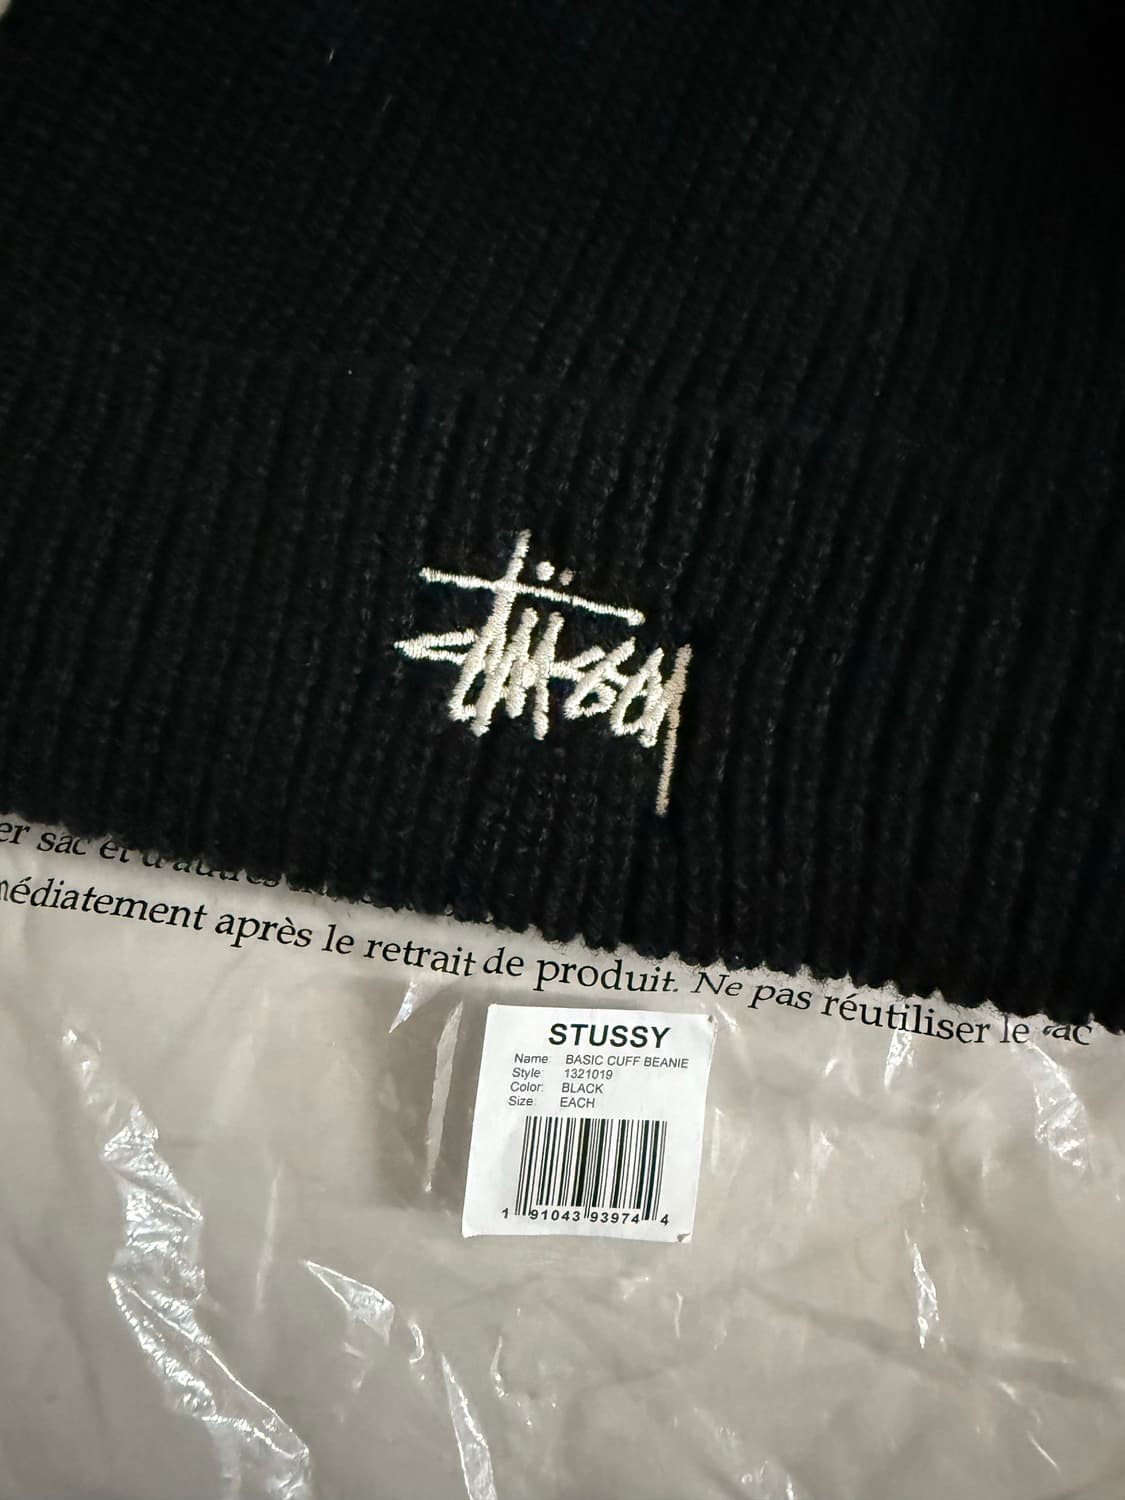 Stüssy
er sac et d'autres
médiatement après le retrait de produit. Ne pas réutiliser le sac
STUSSY
Name: BASIC CUFF BEANIE
Style: 1321019
Color: BLACK
Size: EACH
1 91043 93974 4